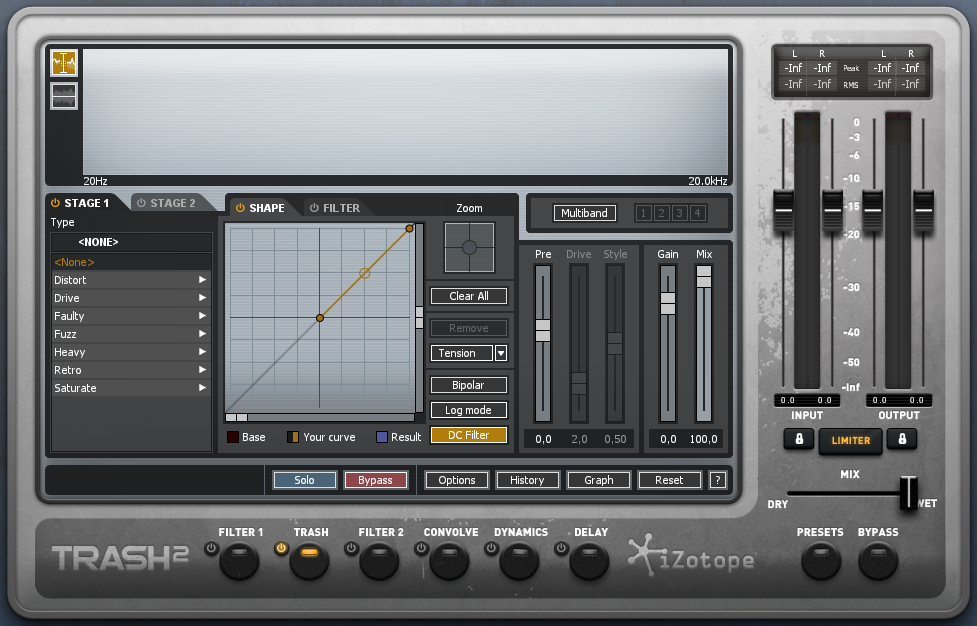 L R L R
-Inf -Inf Peak -Inf -Inf
-Inf -Inf RMS -Inf -Inf
20Hz 20.0kHz
0
-3
-6
-10
-15
-20
-30
-40
-50
-Inf
STAGE 1 STAGE 2
Type
<NONE>
<None>
Distort
Drive
Faulty
Fuzz
Heavy
Retro
Saturate
SHAPE FILTER
Zoom
Clear All
Remove
Tension
Bipolar
Log mode
DC Filter
Base Your curve Result
Multiband 1 2 3 4
Pre Drive Style Gain Mix
0,0 2,0 0,50 0,0 100,0
0.0 0.0 0.0 0.0
INPUT OUTPUT
LIMITER
MIX
DRY WET
Solo Bypass Options History Graph Reset ?
FILTER 1 TRASH FILTER 2 CONVOLVE DYNAMICS DELAY PRESETS BYPASS
TRASH2 iZotope